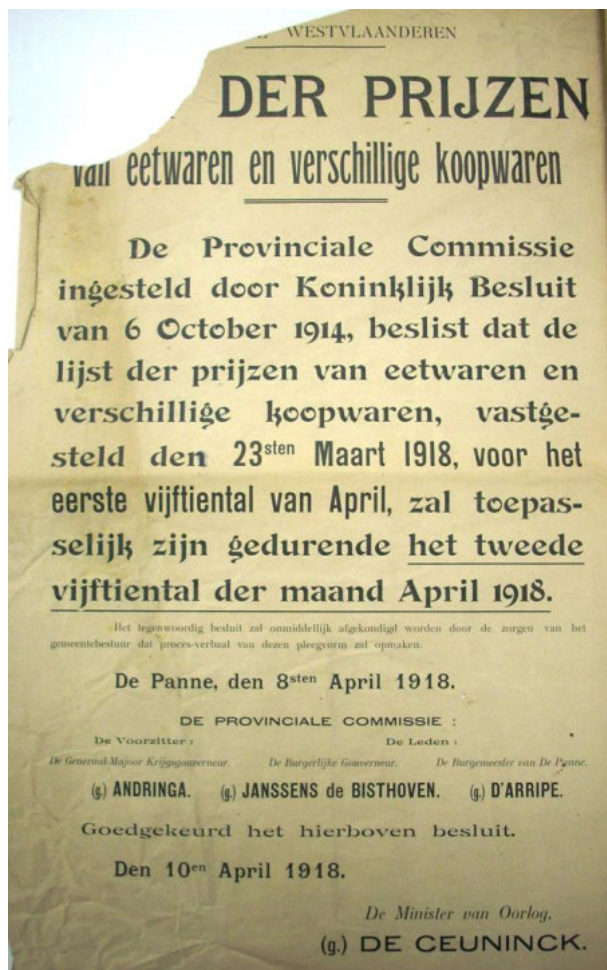 WESTVLAANDEREN
DER PRIJZEN
van eetwaren en verschillige koopwaren
De Provinciale Commissie
ingesteld door Koninklijk Besluit
van 6 October 1914, beslist dat de
lijst der prijzen van eetwaren en
verschillige koopwaren, vastge-
steld den 23sten Maart 1918, voor het
eerste vijftiental van April, zal toepas-
selijk zijn gedurende het tweede
vijftiental der maand April 1918.
Het tegenwoordig besluit zal onmiddellijk afgekondigd worden door de zorgen van het
gemeentebestuur dat proces-verbaal van dezen pleegvorm zal opmaken.
De Panne, den 8sten April 1918.
DE PROVINCIALE COMMISSIE :
De Voorzitter : De Leden :
De Generaal-Majoor Krijgsgouverneur. De Burgerlijke Gouverneur. De Burgemeester van De Panne.
(g.) ANDRINGA. (g.) JANSSENS de BISTHOVEN. (g.) D'ARRIPE.
Goedgekeurd het hierboven besluit.
Den 10en April 1918.
De Minister van Oorlog,
(g.) DE CEUNINCK.